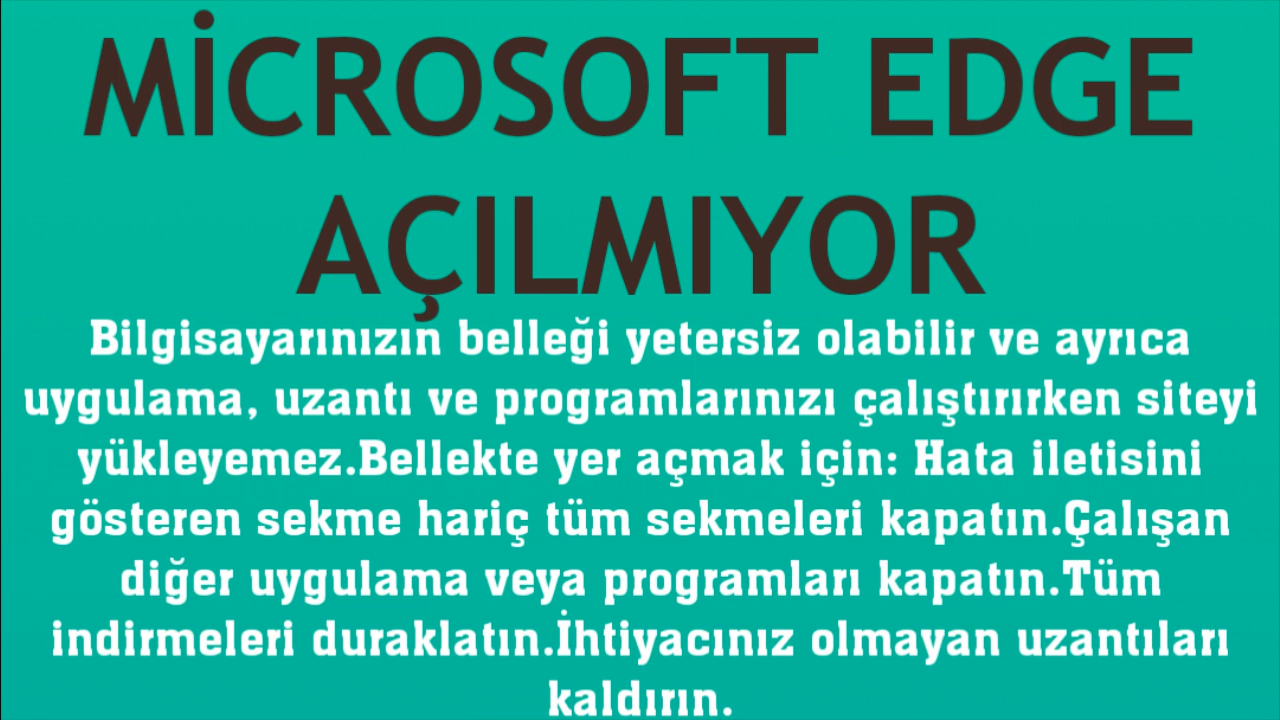 MİCROSOFT EDGE
AÇILMIYOR
Bilgisayarınızın belleği yetersiz olabilir ve ayrıca
uygulama, uzantı ve programlarınızı çalıştırırken siteyi
yükleyemez.Bellekte yer açmak için: Hata iletisini
gösteren sekme hariç tüm sekmeleri kapatın.Çalışan
diğer uygulama veya programları kapatın.Tüm
indirmeleri duraklatın.İhtiyacınız olmayan uzantıları
kaldırın.